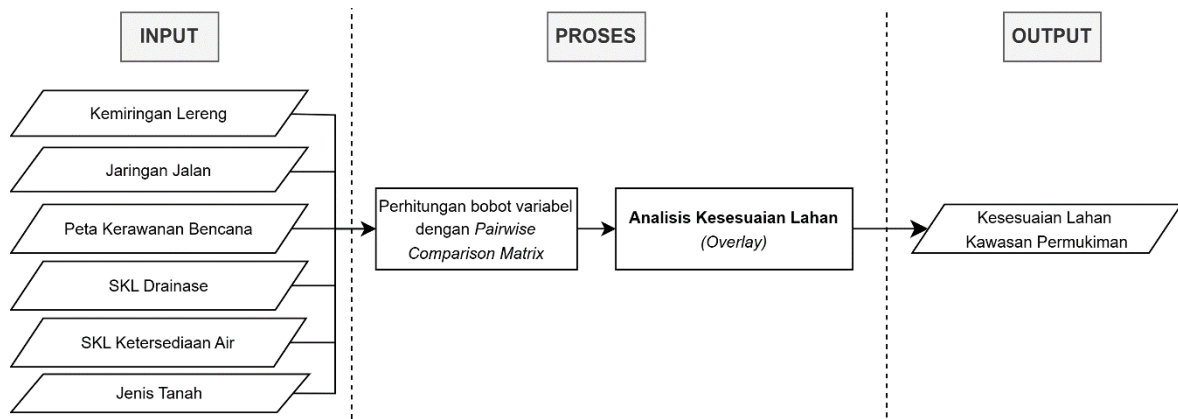 INPUT
PROSES
OUTPUT
Kemiringan Lereng
Jaringan Jalan
Peta Kerawanan Bencana
SKL Drainase
SKL Ketersediaan Air
Jenis Tanah
Perhitungan bobot variabel
dengan Pairwise
Comparison Matrix
Analisis Kesesuaian Lahan
(Overlay)
Kesesuaian Lahan
Kawasan Permukiman